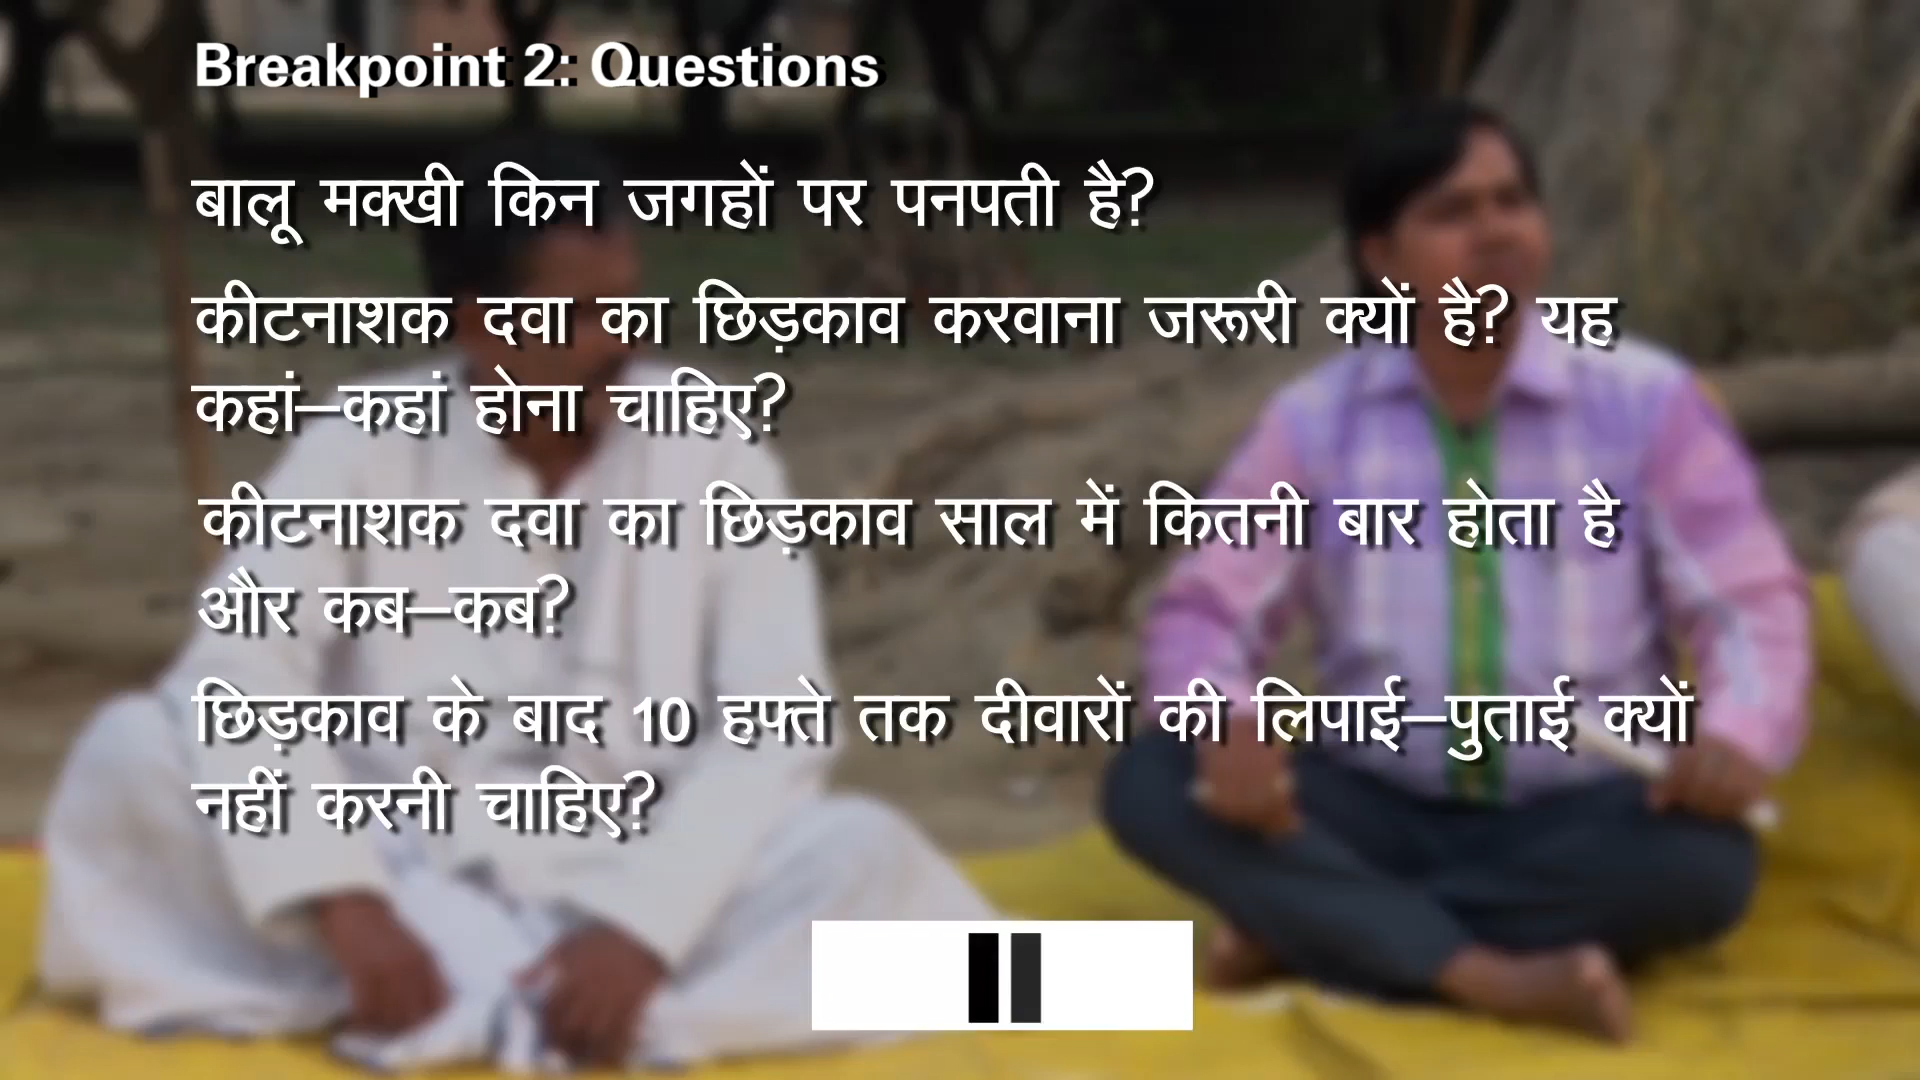 Breakpoint 2: Questions
बालू मक्खी किन जगहों पर पनपती है?
कीटनाशक दवा का छिड़काव करवाना जरूरी क्यों है? यह
कहां–कहां होना चाहिए?
कीटनाशक दवा का छिड़काव साल में कितनी बार होता है
और कब–कब?
छिड़काव के बाद 10 हफ्ते तक दीवारों की लिपाई–पुताई क्यों
नहीं करनी चाहिए?